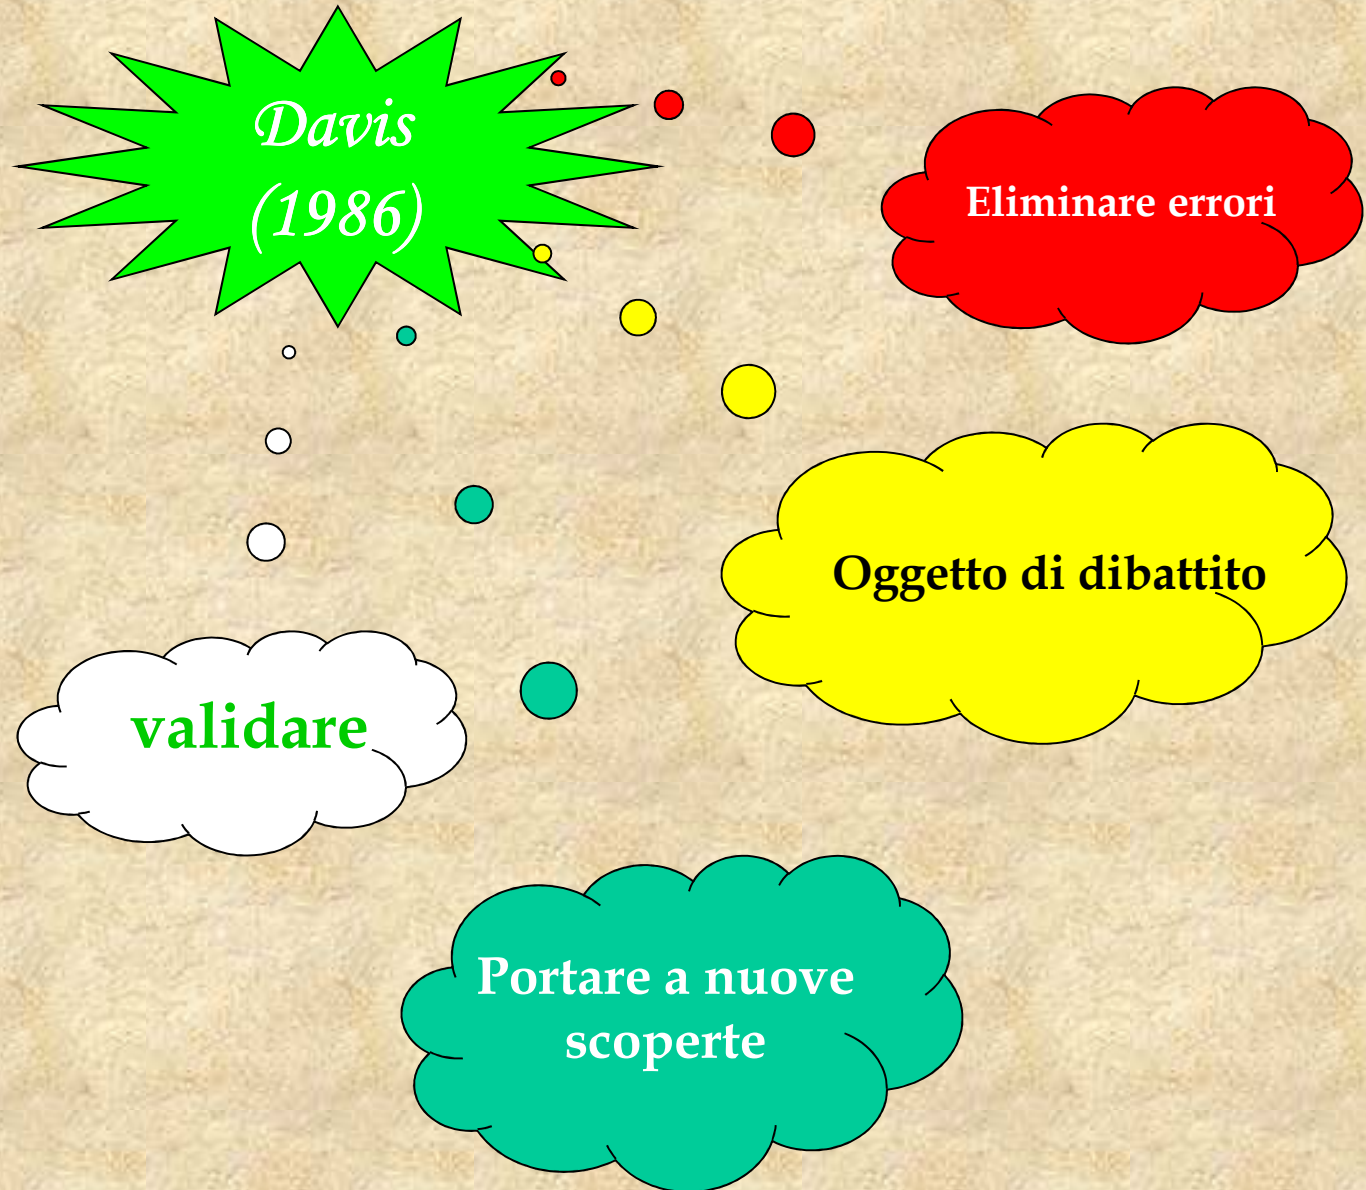 Davis
(1986)
Eliminare errori
Oggetto di dibattito
validare
Portare a nuove
scoperte